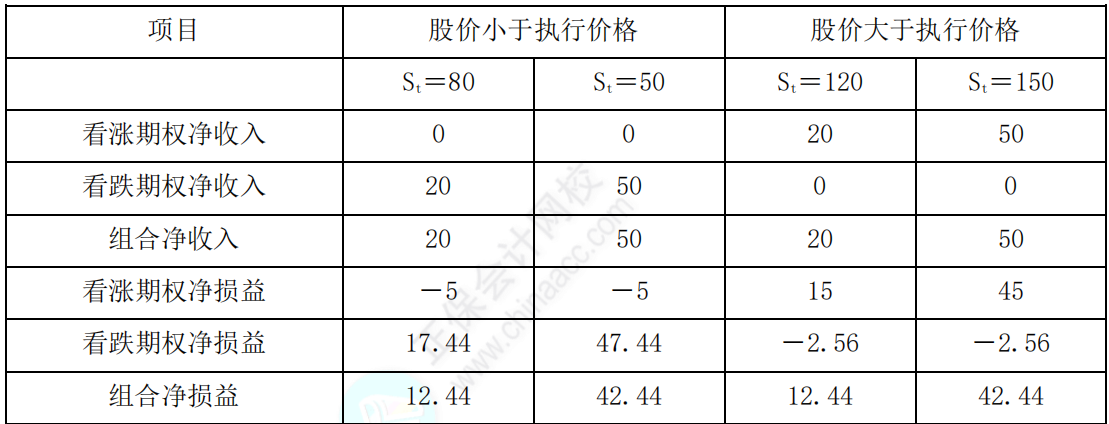 项目 股价小于执行价格 股价大于执行价格
Sₜ＝80 Sₜ＝50 Sₜ＝120 Sₜ＝150
看涨期权净收入 0 0 20 50
看跌期权净收入 20 50 0 0
组合净收入 20 50 20 50
看涨期权净损益 －5 －5 15 45
看跌期权净损益 17.44 47.44 －2.56 －2.56
组合净损益 12.44 42.44 12.44 42.44
正保会计网校
www.chinaacc.com